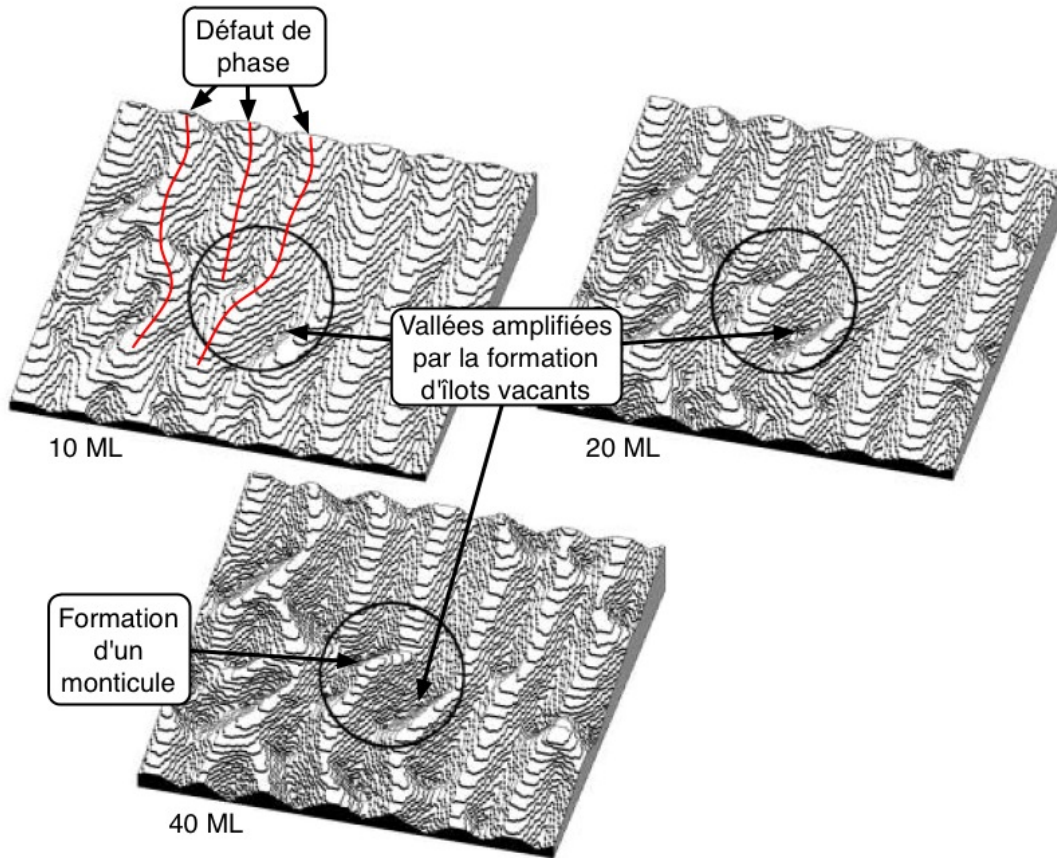 Défaut de
phase
Vallées amplifiées
par la formation
d'îlots vacants
10 ML
20 ML
Formation
d'un
monticule
40 ML